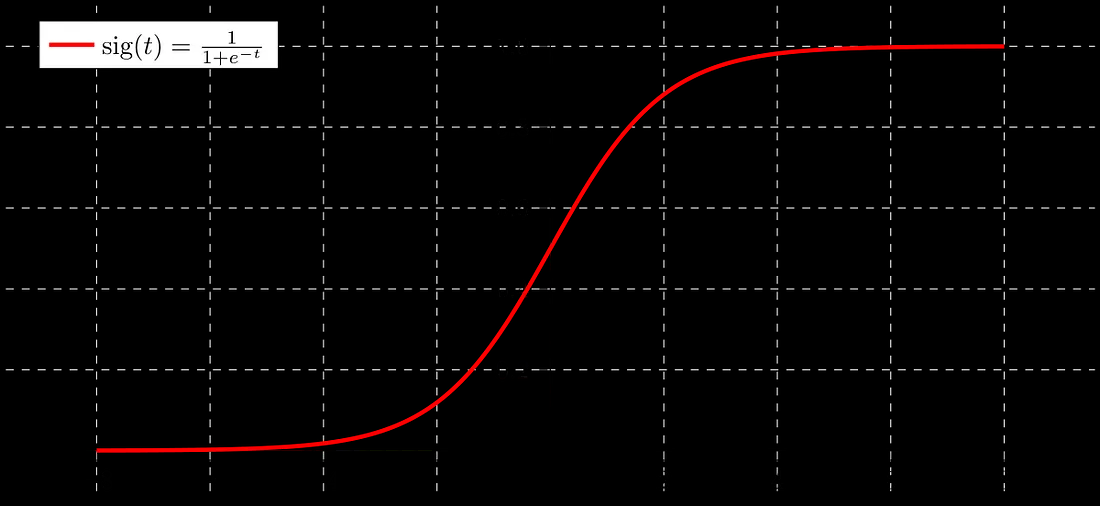 sig(t) = 1/(1+e^{-t})